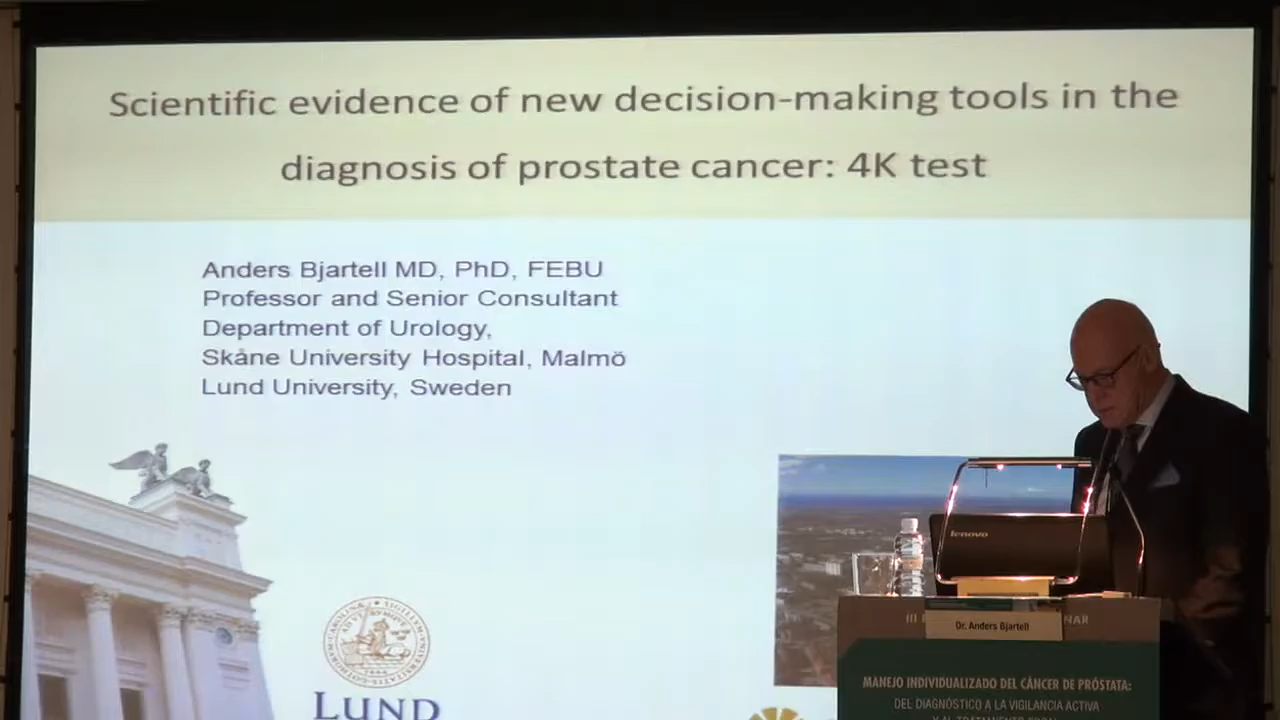 Scientific evidence of new decision-making tools in the
diagnosis of prostate cancer: 4K test
Anders Bjartell MD, PhD, FEBU
Professor and Senior Consultant
Department of Urology,
Skåne University Hospital, Malmö
Lund University, Sweden
LUND
lenovo
III
NAR
Dr. Anders Bjartell
MANEJO INDIVIDUALIZADO DEL CÁNCER DE PRÓSTATA:
DEL DIAGNÓSTICO A LA VIGILANCIA ACTIVA